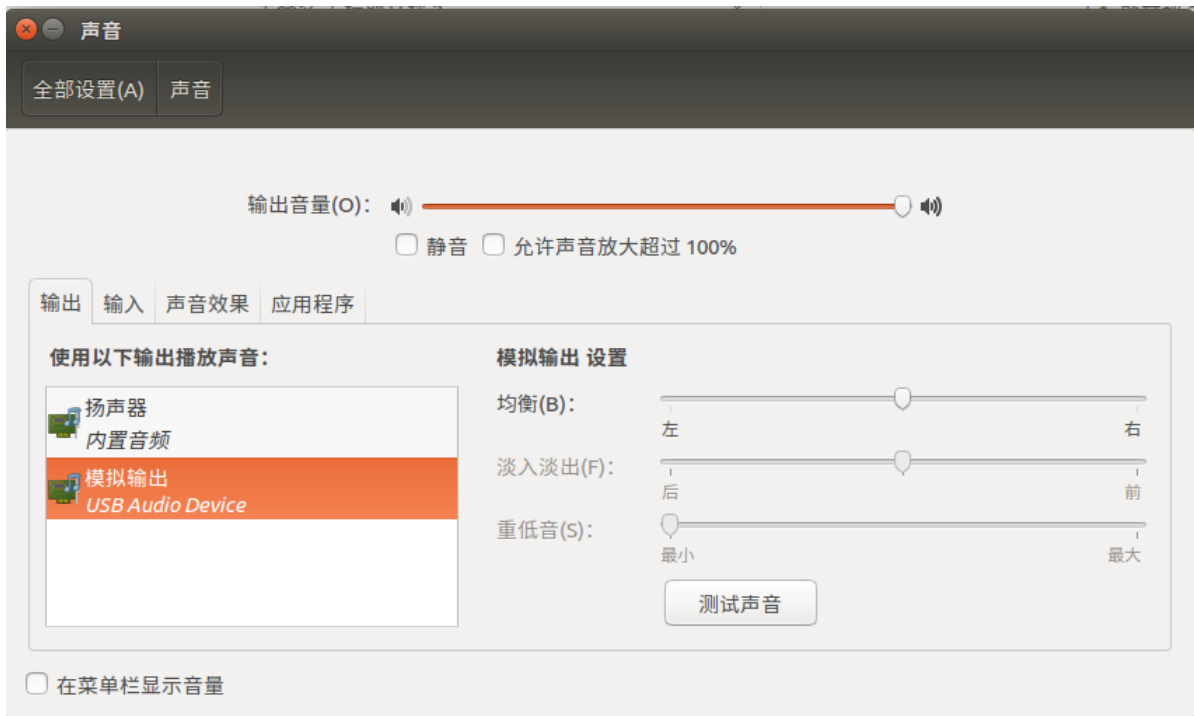 声音
全部设置(A) 声音
输出音量(O):
静音 允许声音放大超过 100%
输出 输入 声音效果 应用程序
使用以下输出播放声音:
扬声器
内置音频
模拟输出
USB Audio Device
模拟输出 设置
均衡(B):
左 右
淡入淡出(F):
后 前
重低音(S):
最小 最大
测试声音
在菜单栏显示音量